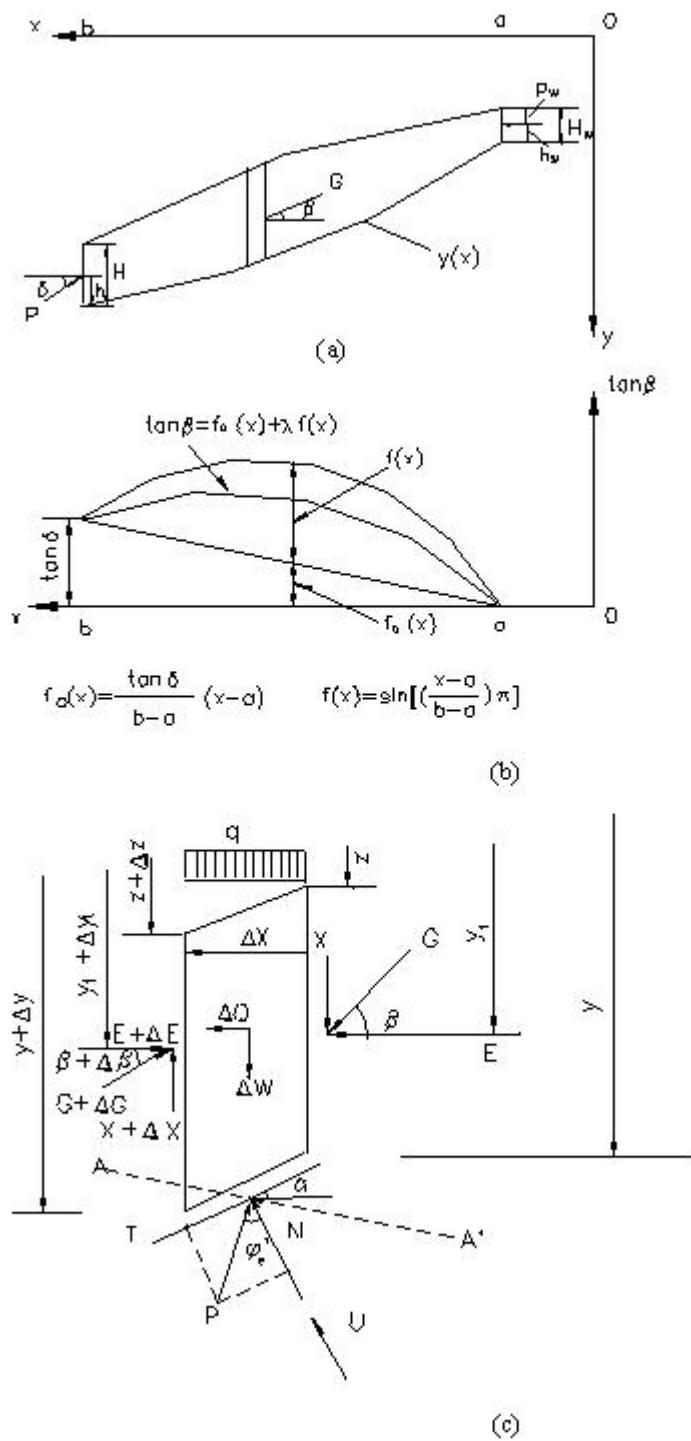 x b a O
P_w
H_w
h_w
G
β
y(x)
H
δ
h
P
y
(a)
tanβ
tanβ=f₀(x)+λf(x)
f(x)
tanδ
f₀(x)
x b a O
f₀(x)=tanδ/(b-a) (x-a) f(x)=sin[((x-a)/(b-a))π]
(b)
q
z+Δz
z
y₁+Δy₁
ΔX
X
G
y₁
y
y+Δy
ΔQ
E+ΔE
β
E
β+Δβ
ΔW
G+ΔG
X+ΔX
A
α
T
N
A'
φ'ₑ
P
U
(c)